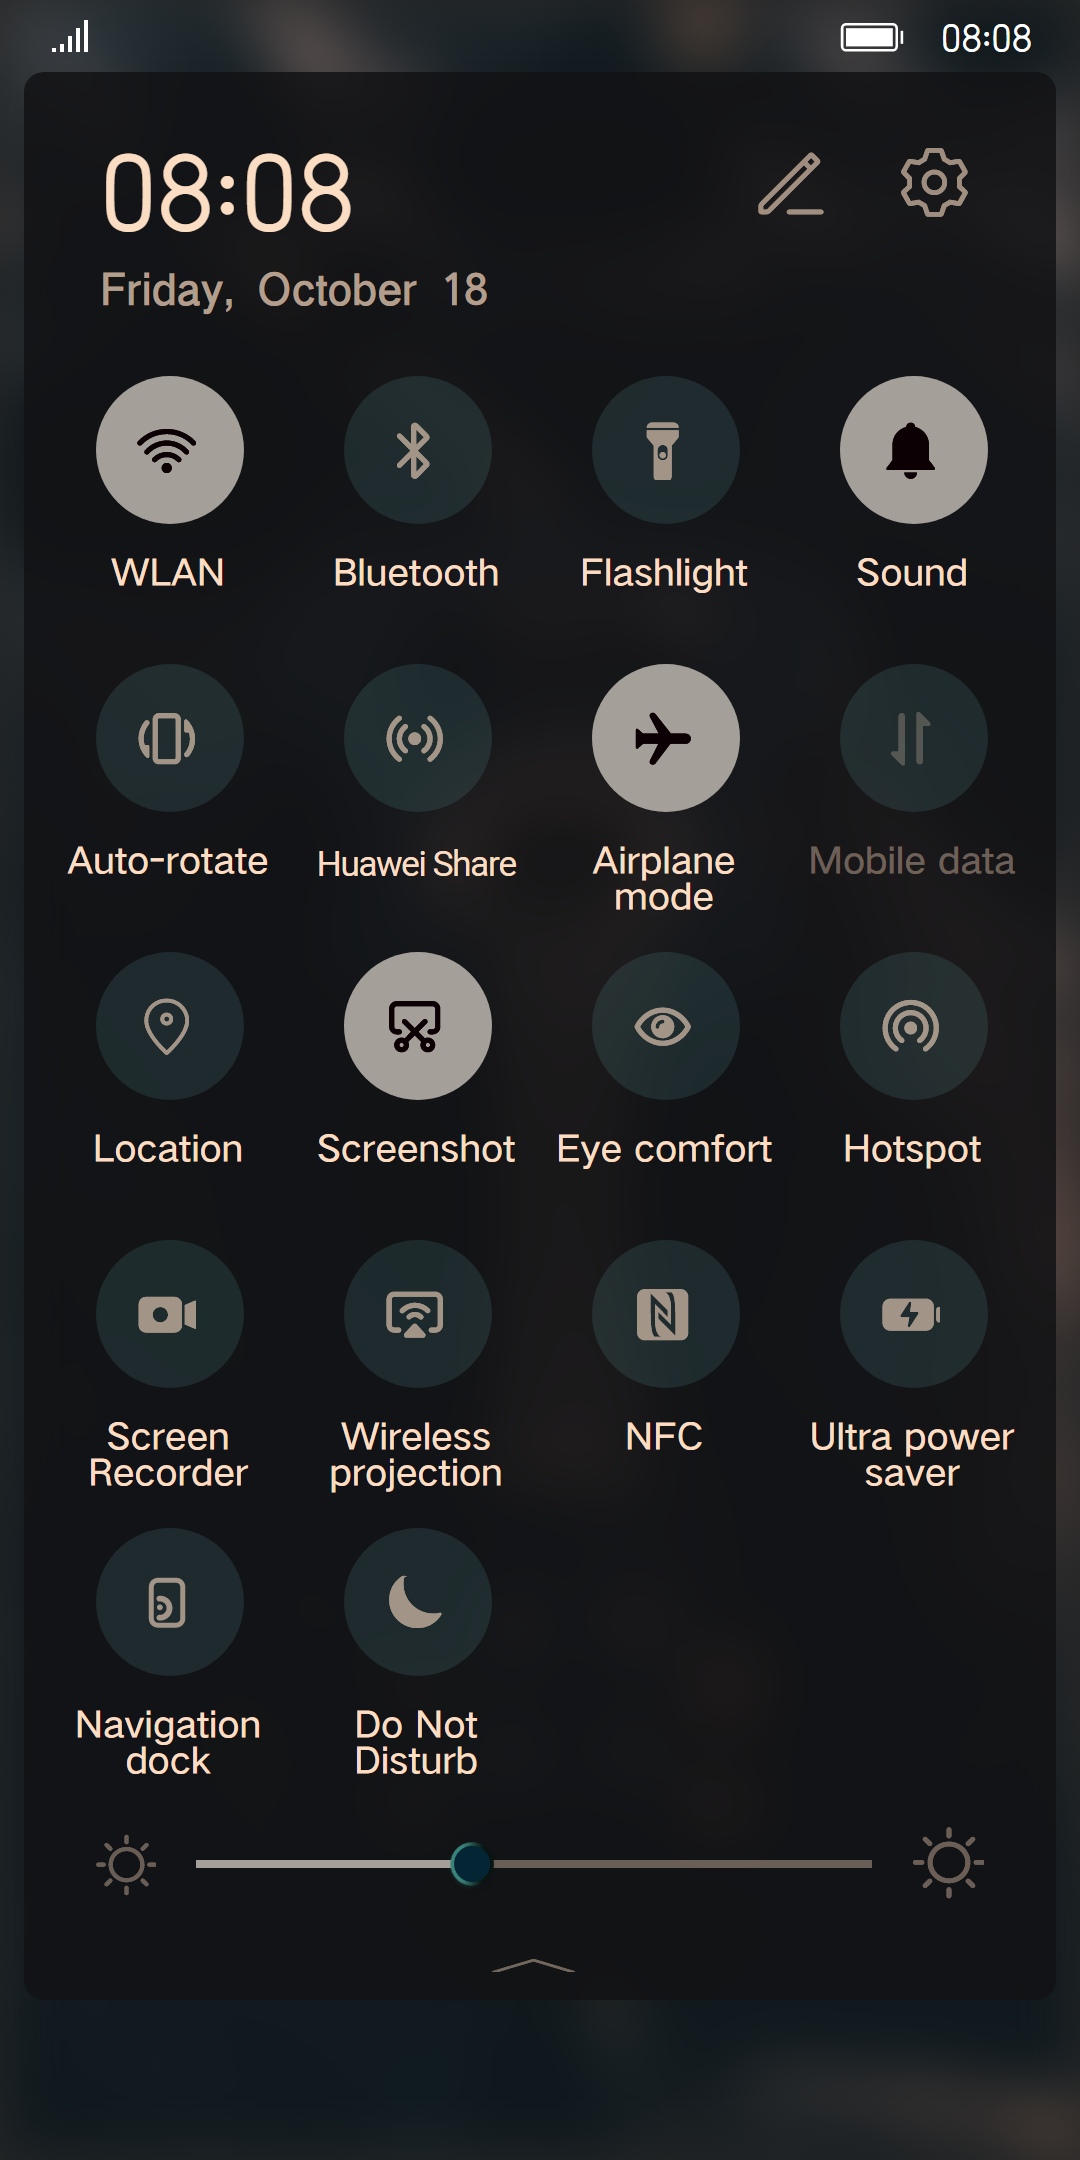 08:08
08:08
Friday, October 18
WLAN Bluetooth Flashlight Sound
Auto-rotate Huawei Share Airplane mode Mobile data
Location Screenshot Eye comfort Hotspot
Screen Recorder Wireless projection NFC Ultra power saver
Navigation dock Do Not Disturb